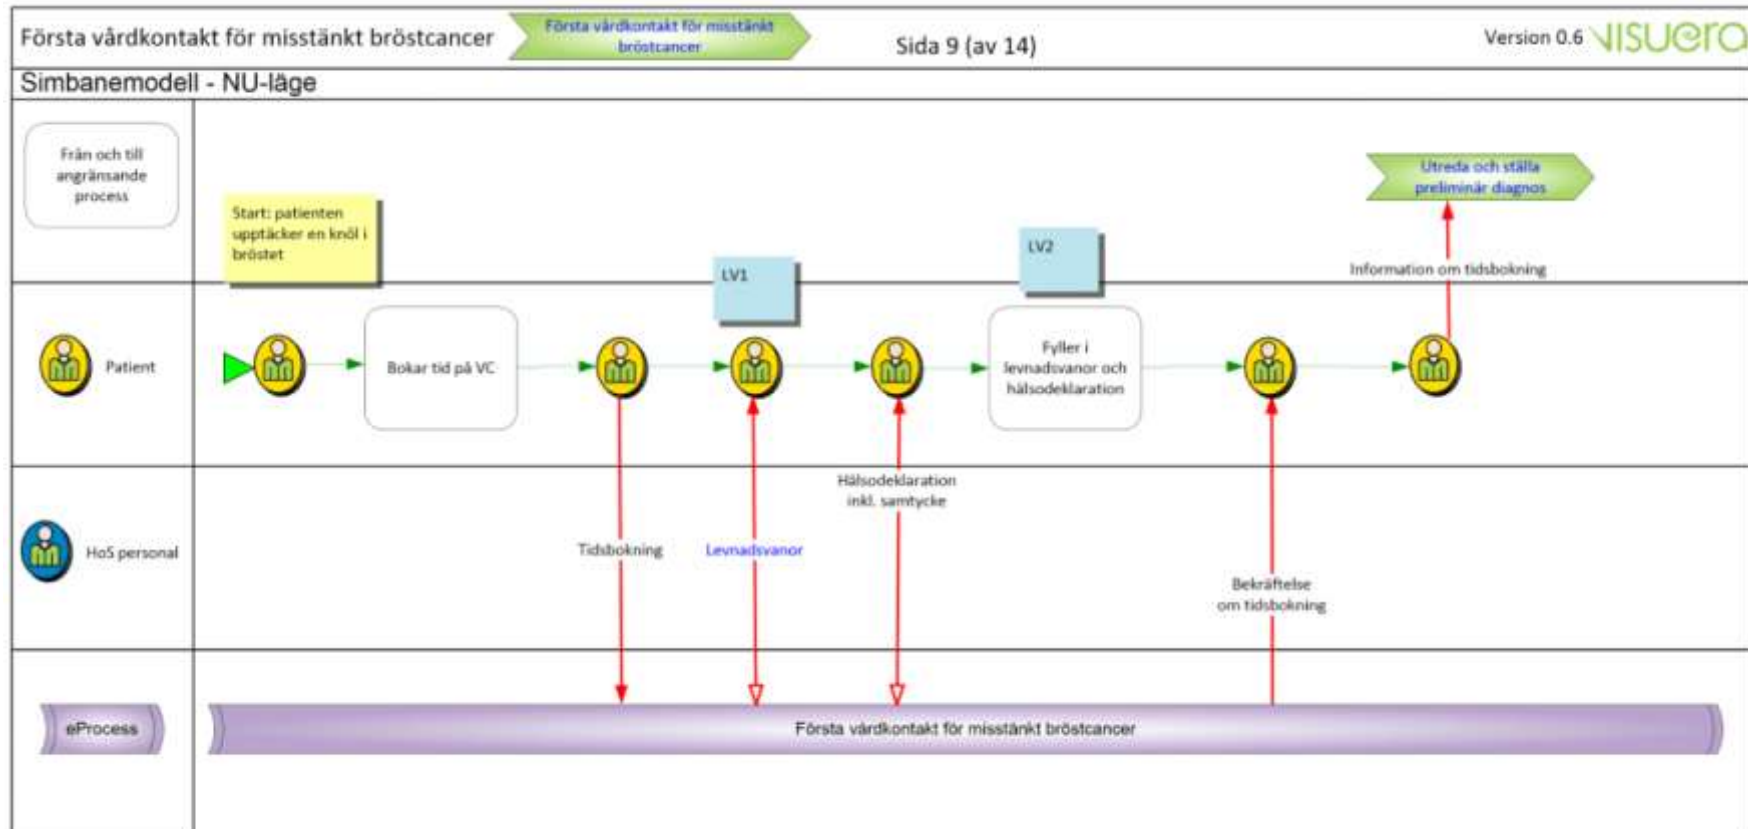 Första vårdkontakt för misstänkt bröstcancer
Första vårdkontakt för misstänkt
bröstcancer
Sida 9 (av 14)
Version 0.6
VISUera
Simbanemodell - NU-läge
Från och till
angränsande
process
Start: patienten
upptäcker en knöl i
bröstet
LV1
LV2
Utreda och ställa
preliminär diagnos
Information om tidsbokning
Patient
Bokar tid på VC
Fyller i
levnadsvanor och
hälsodeklaration
HoS personal
Tidsbokning
Levnadsvanor
Hälsodeklaration
inkl. samtycke
Bekräftelse
om tidsbokning
eProcess
Första vårdkontakt för misstänkt bröstcancer